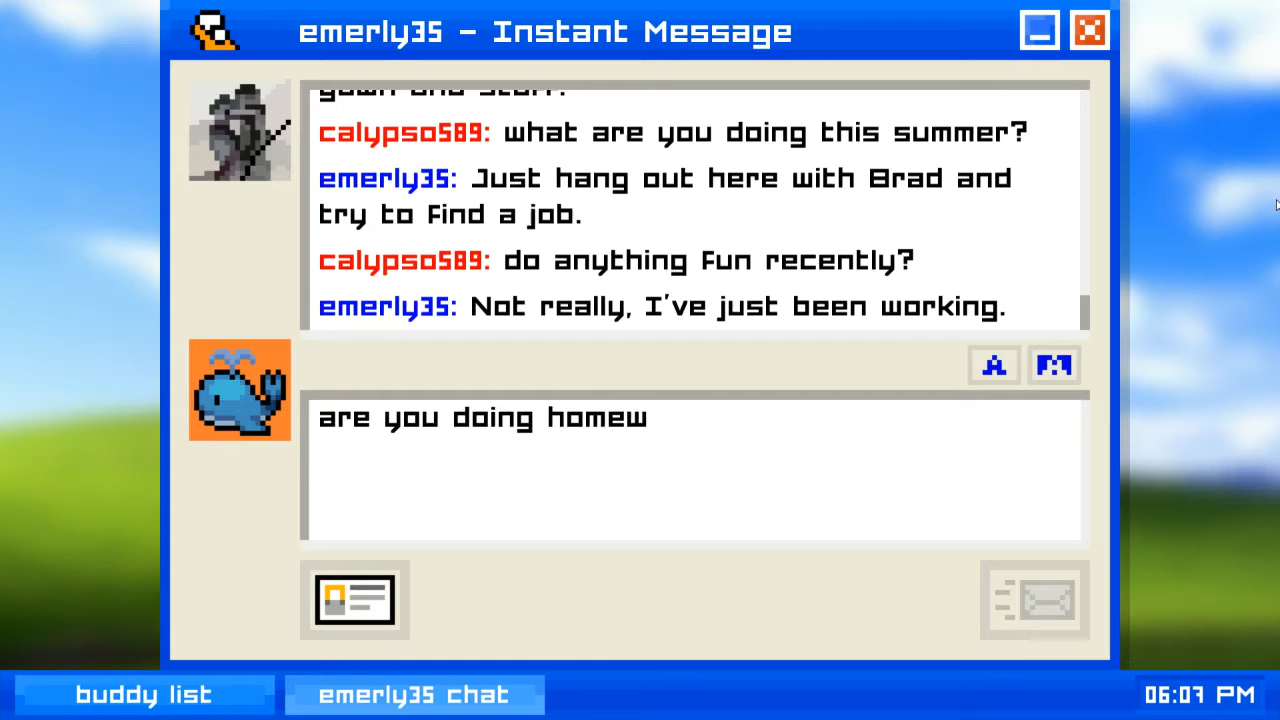 emerly35 - Instant Message
calypso589: what are you doing this summer?
emerly35: Just hang out here with Brad and
try to find a job.
calypso589: do anything fun recently?
emerly35: Not really, I've just been working.
A
are you doing homew
buddy list
emerly35 chat
06:07 PM